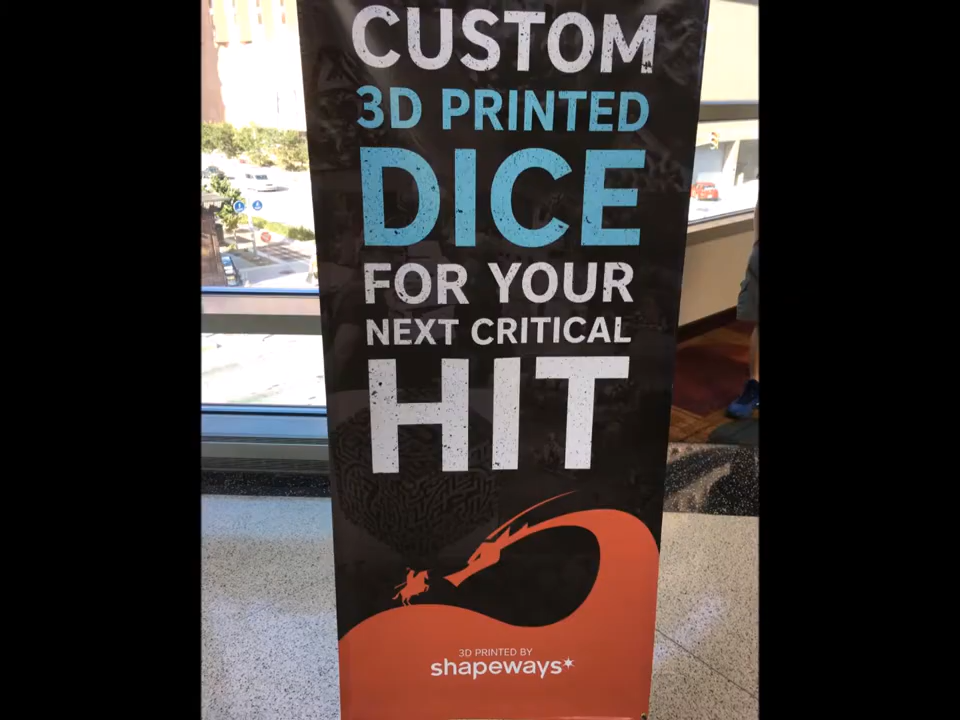 CUSTOM
3D PRINTED
DICE
FOR YOUR
NEXT CRITICAL
HIT
3D PRINTED BY
shapeways*